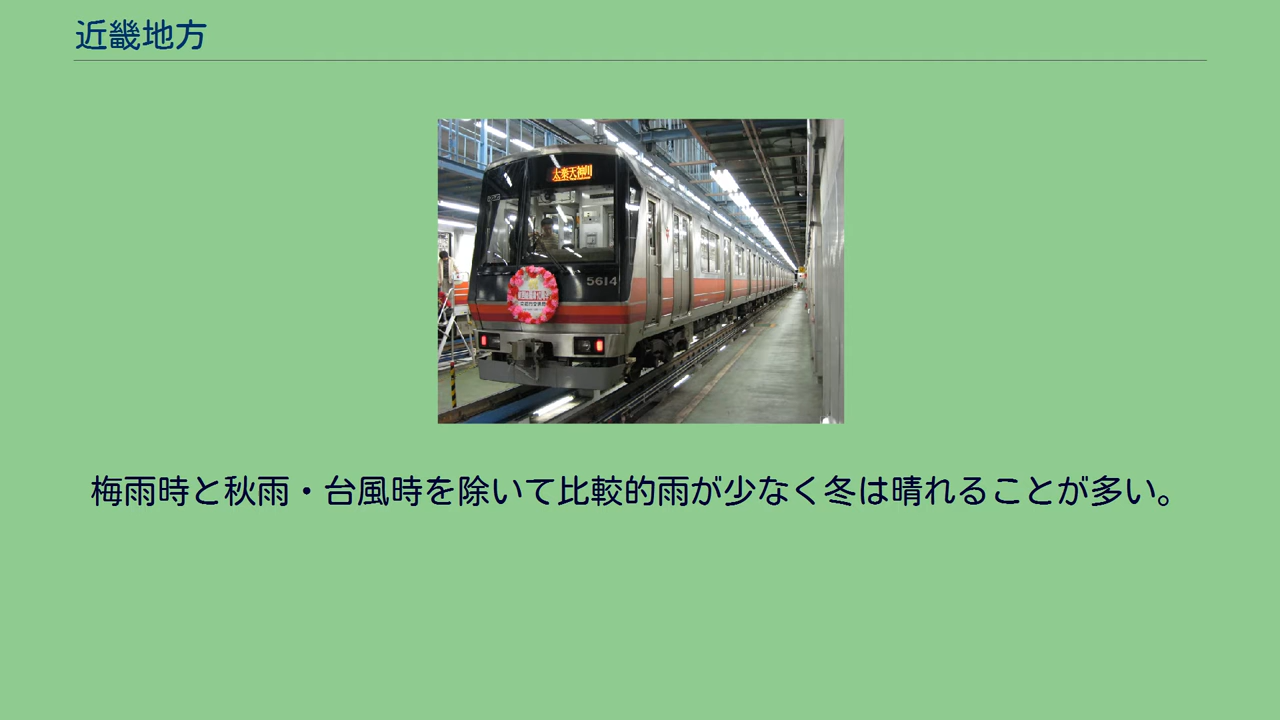 近畿地方
太秦天神川
5614
梅雨時と秋雨・台風時を除いて比較的雨が少なく冬は晴れることが多い。